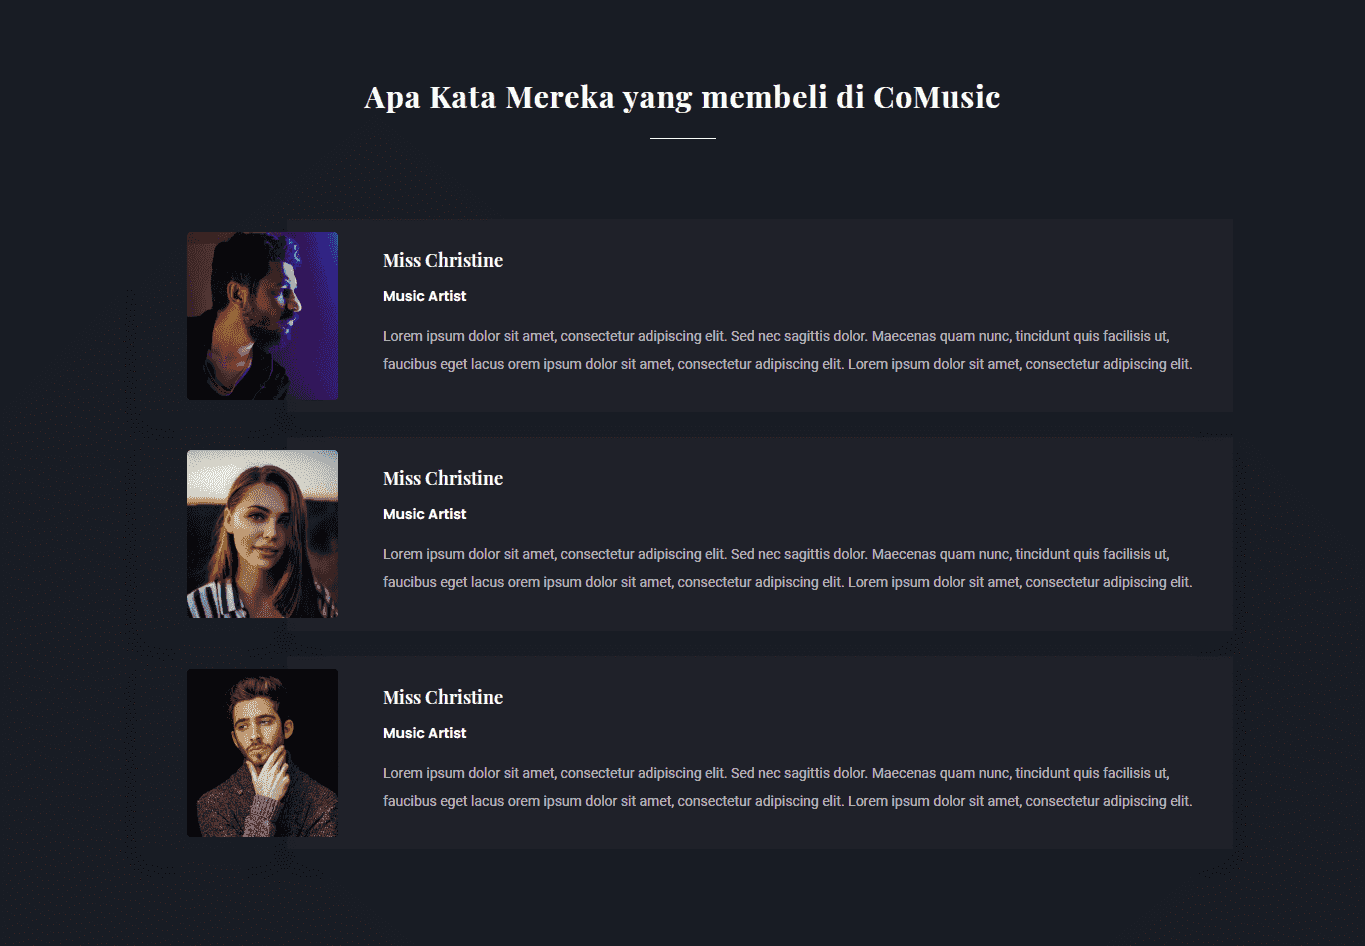 Apa Kata Mereka yang membeli di CoMusic
Miss Christine
Music Artist
Lorem ipsum dolor sit amet, consectetur adipiscing elit. Sed nec sagittis dolor. Maecenas quam nunc, tincidunt quis facilisis ut,
faucibus eget lacus orem ipsum dolor sit amet, consectetur adipiscing elit. Lorem ipsum dolor sit amet, consectetur adipiscing elit.
Miss Christine
Music Artist
Lorem ipsum dolor sit amet, consectetur adipiscing elit. Sed nec sagittis dolor. Maecenas quam nunc, tincidunt quis facilisis ut,
faucibus eget lacus orem ipsum dolor sit amet, consectetur adipiscing elit. Lorem ipsum dolor sit amet, consectetur adipiscing elit.
Miss Christine
Music Artist
Lorem ipsum dolor sit amet, consectetur adipiscing elit. Sed nec sagittis dolor. Maecenas quam nunc, tincidunt quis facilisis ut,
faucibus eget lacus orem ipsum dolor sit amet, consectetur adipiscing elit. Lorem ipsum dolor sit amet, consectetur adipiscing elit.